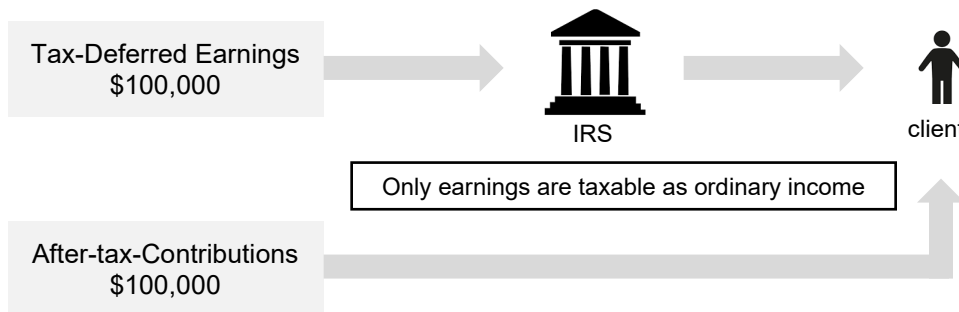 Tax-Deferred Earnings
$100,000
IRS
client
Only earnings are taxable as ordinary income
After-tax-Contributions
$100,000